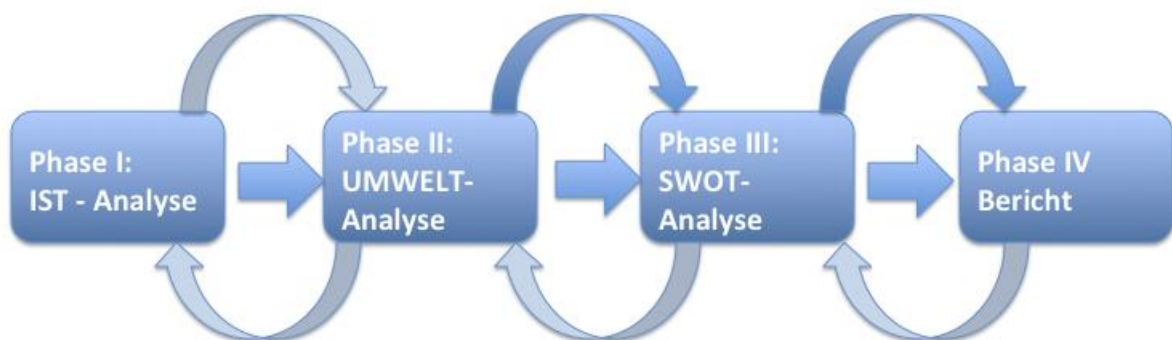 Phase I:
IST - Analyse
Phase II:
UMWELT-
Analyse
Phase III:
SWOT-
Analyse
Phase IV
Bericht